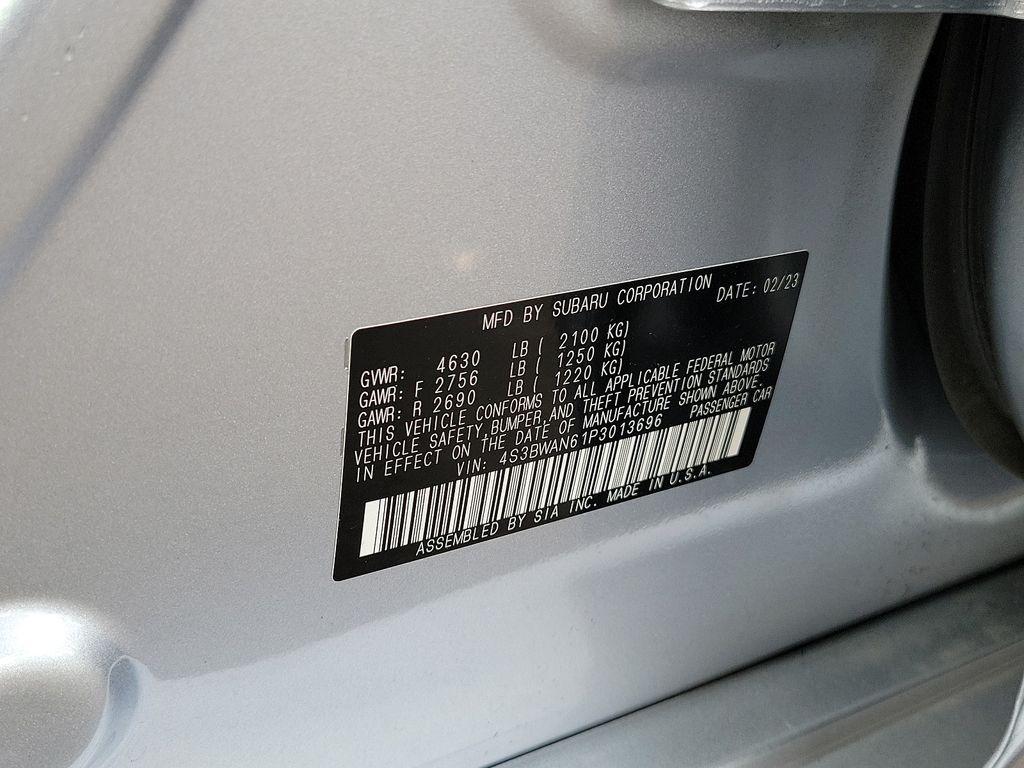 MFD BY SUBARU CORPORATION DATE: 02/23
GVWR: 4630 LB ( 2100 KG)
GAWR: F 2756 LB ( 1250 KG)
GAWR: R 2690 LB ( 1220 KG)
THIS VEHICLE CONFORMS TO ALL APPLICABLE FEDERAL MOTOR
VEHICLE SAFETY, BUMPER, AND THEFT PREVENTION STANDARDS
IN EFFECT ON THE DATE OF MANUFACTURE SHOWN ABOVE.
VIN: 4S3BWAN61P3013696 PASSENGER CAR
ASSEMBLED BY SIA INC. MADE IN U.S.A.